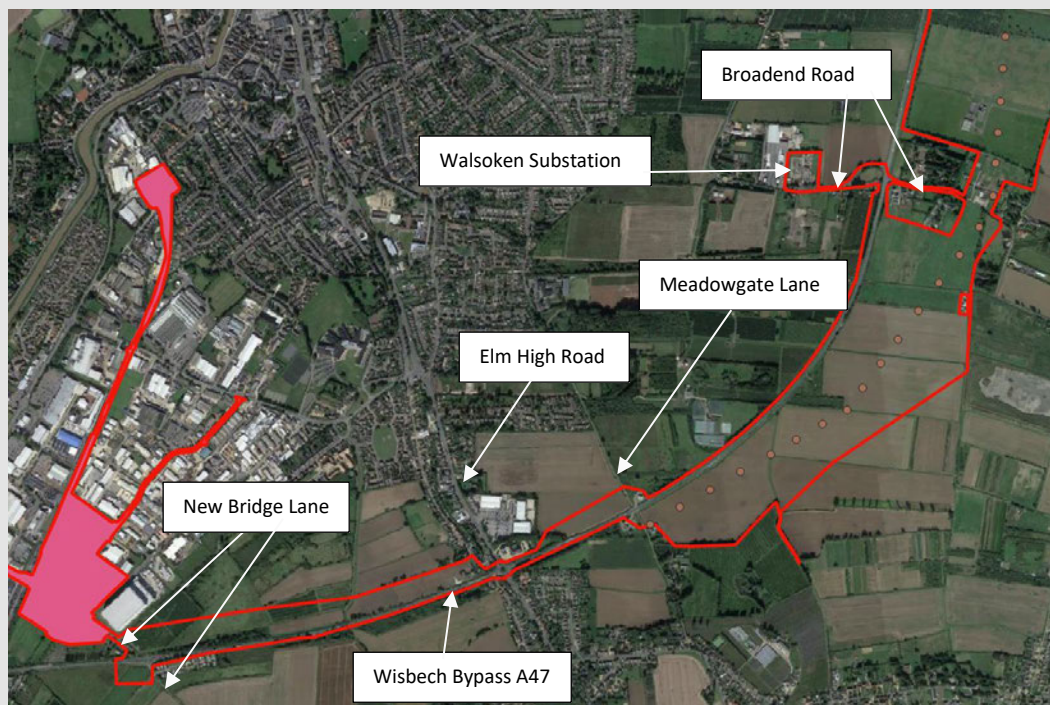 Broadend Road
Walsoken Substation
Meadowgate Lane
Elm High Road
New Bridge Lane
Wisbech Bypass A47